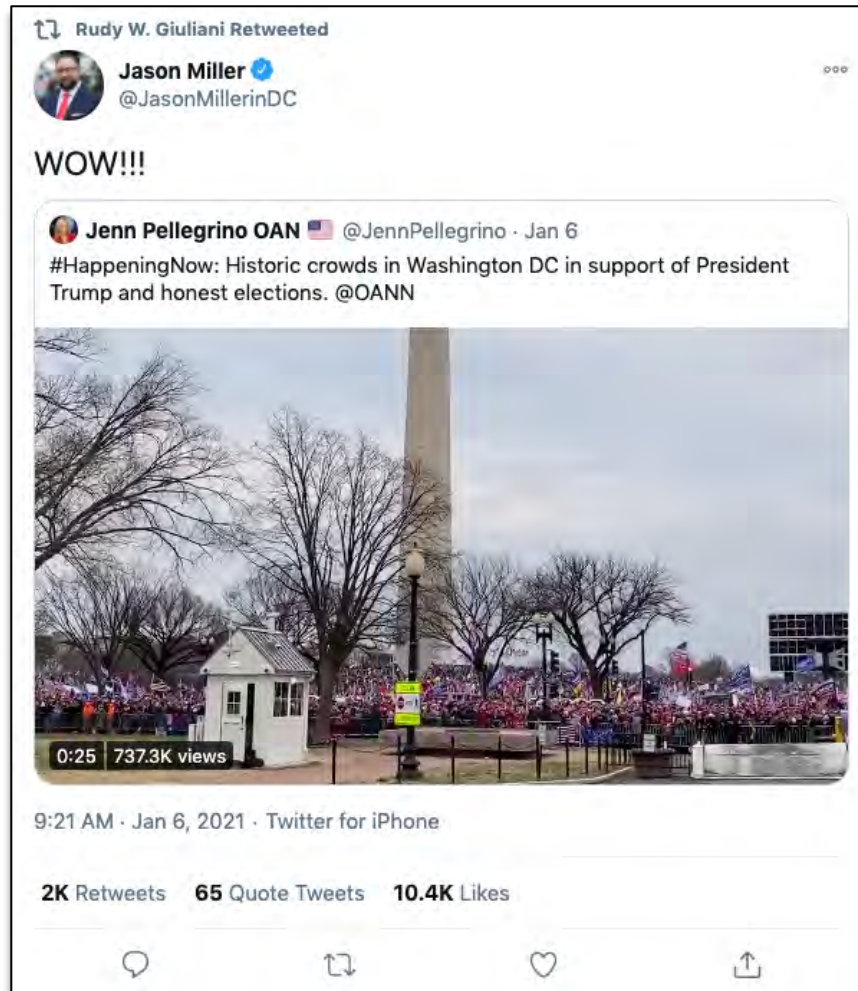 Rudy W. Giuliani Retweeted
Jason Miller
@JasonMillerinDC
WOW!!!
Jenn Pellegrino OAN 🇺🇸 @JennPellegrino · Jan 6
#HappeningNow: Historic crowds in Washington DC in support of President
Trump and honest elections. @OANN
0:25 737.3K views
9:21 AM · Jan 6, 2021 · Twitter for iPhone
2K Retweets 65 Quote Tweets 10.4K Likes